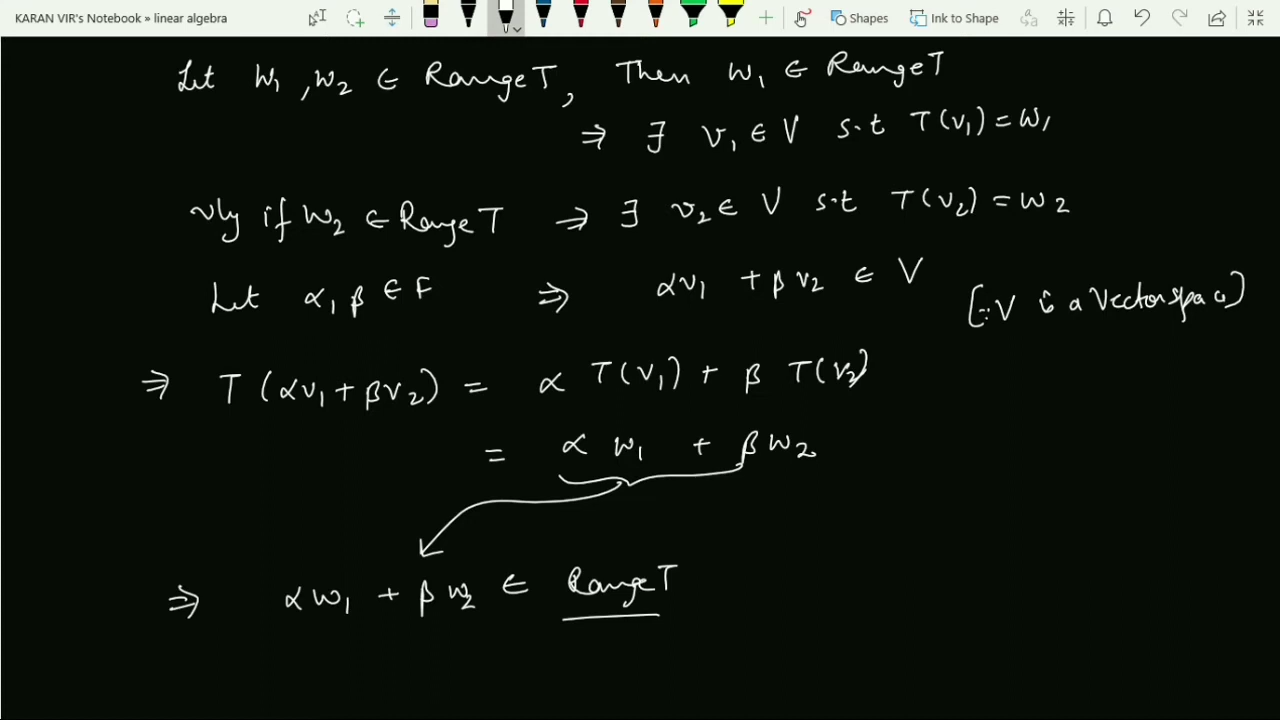 KARAN VIR's Notebook » linear algebra
Shapes
Ink to Shape
Let W₁, W₂ ∈ Range T, Then W₁ ∈ Range T
⇒ ∃ v₁ ∈ V s.t T(v₁) = W₁
lly if W₂ ∈ Range T ⇒ ∃ v₂ ∈ V s.t T(v₂) = W₂
Let α, β ∈ F ⇒ αv₁ + βv₂ ∈ V [∵ V is a Vector space]
⇒ T(αv₁ + βv₂) = α T(v₁) + β T(v₂)
= α W₁ + β W₂
⇒ αW₁ + βW₂ ∈ Range T